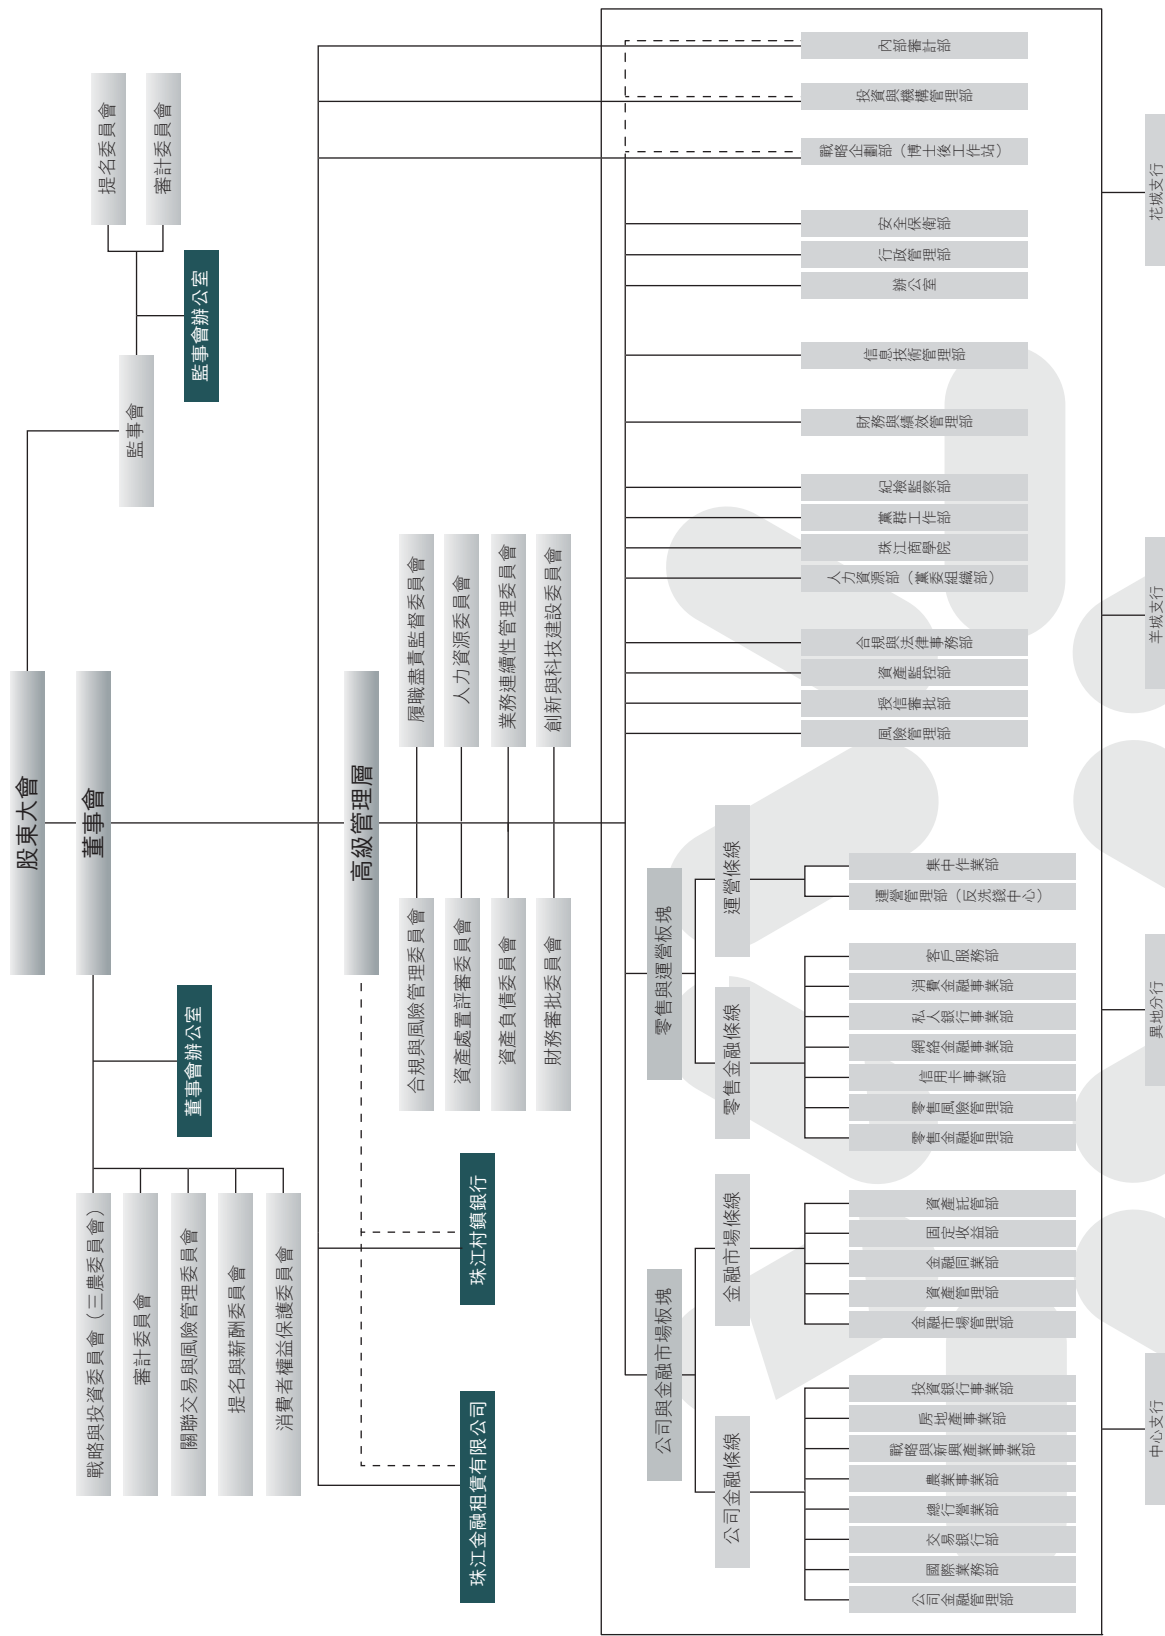 股東大會
董事會
監事會
提名委員會
審計委員會
監事會辦公室
董事會辦公室
戰略與投資委員會（三農委員會）
審計委員會
關聯交易與風險管理委員會
提名與薪酬委員會
消費者權益保護委員會
高級管理層
合規與風險管理委員會
履職盡責監督委員會
資產處置評審委員會
人力資源委員會
資產負債委員會
業務連續性管理委員會
財務審批委員會
創新與科技建設委員會
珠江金融租賃有限公司
珠江村鎮銀行
公司與金融市場板塊
零售與運營板塊
公司金融條線
金融市場條線
零售金融條線
運營條線
公司金融管理部
國際業務部
交易銀行部
總行營業部
農業事業部
戰略與新興產業事業部
房地產事業部
投資銀行事業部
金融市場管理部
資產管理部
金融同業部
固定收益部
資產託管部
零售金融管理部
零售風險管理部
信用卡事業部
網絡金融事業部
私人銀行事業部
消費金融事業部
客戶服務部
運營管理部（反洗錢中心）
集中作業部
風險管理部
授信審批部
資產監控部
合規與法律事務部
人力資源部（黨委組織部）
珠江商學院
黨群工作部
紀檢監察部
財務與績效管理部
信息技術管理部
辦公室
行政管理部
安全保衛部
戰略企劃部（博士後工作站）
投資與機構管理部
內部審計部
中心支行
異地分行
羊城支行
花城支行